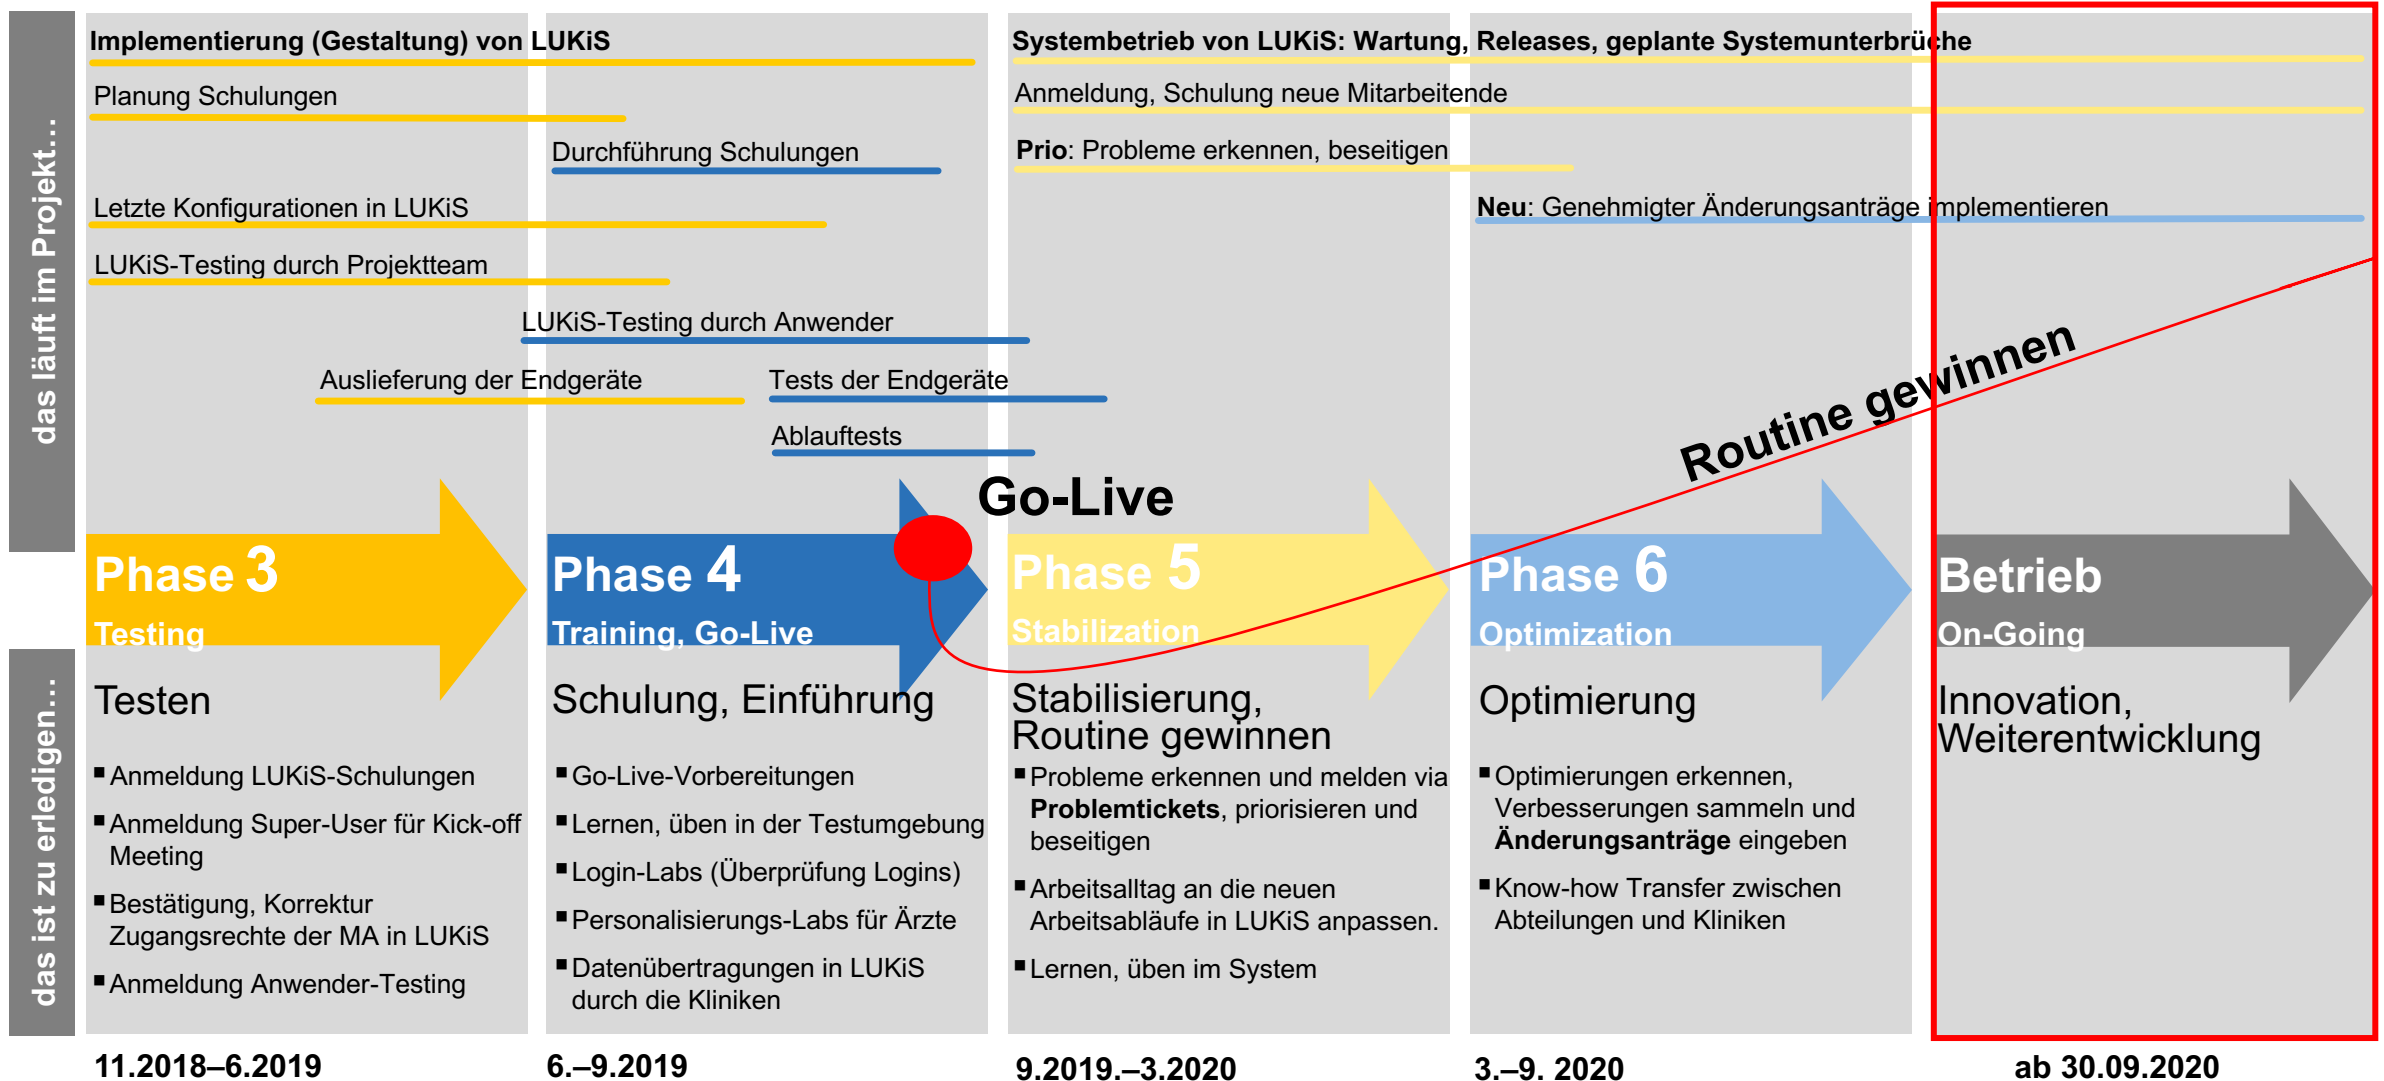 das läuft im Projekt...
Implementierung (Gestaltung) von LUKiS
Planung Schulungen
Durchführung Schulungen
Letzte Konfigurationen in LUKiS
LUKiS-Testing durch Projektteam
LUKiS-Testing durch Anwender
Auslieferung der Endgeräte
Tests der Endgeräte
Ablauftests
Systembetrieb von LUKiS: Wartung, Releases, geplante Systemunterbrüche
Anmeldung, Schulung neue Mitarbeitende
Prio: Probleme erkennen, beseitigen
Neu: Genehmigter Änderungsanträge implementieren
Routine gewinnen
Go-Live
Phase 3
Testing
Phase 4
Training, Go-Live
Phase 5
Stabilization
Phase 6
Optimization
Betrieb
On-Going
das ist zu erledigen...
Testen
▪ Anmeldung LUKiS-Schulungen
▪ Anmeldung Super-User für Kick-off
Meeting
▪ Bestätigung, Korrektur
Zugangsrechte der MA in LUKiS
▪ Anmeldung Anwender-Testing
11.2018–6.2019
Schulung, Einführung
▪ Go-Live-Vorbereitungen
▪ Lernen, üben in der Testumgebung
▪ Login-Labs (Überprüfung Logins)
▪ Personalisierungs-Labs für Ärzte
▪ Datenübertragungen in LUKiS
durch die Kliniken
6.–9.2019
Stabilisierung,
Routine gewinnen
▪ Probleme erkennen und melden via
Problemtickets, priorisieren und
beseitigen
▪ Arbeitsalltag an die neuen
Arbeitsabläufe in LUKiS anpassen.
▪ Lernen, üben im System
9.2019.–3.2020
Optimierung
▪ Optimierungen erkennen,
Verbesserungen sammeln und
Änderungsanträge eingeben
▪ Know-how Transfer zwischen
Abteilungen und Kliniken
3.–9. 2020
Innovation,
Weiterentwicklung
ab 30.09.2020